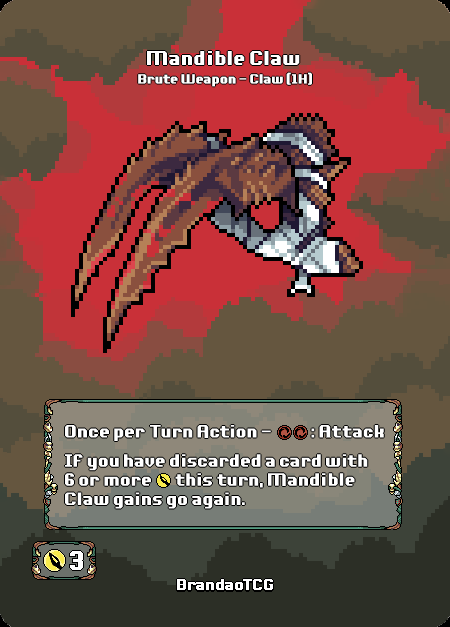 Mandible Claw
Brute Weapon – Claw (1H)
Once per Turn Action – : Attack
If you have discarded a card with
6 or more this turn, Mandible
Claw gains go again.
3
BrandaoTCG